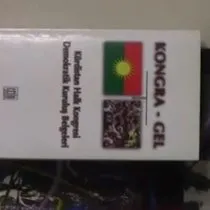 KONGRA - GEL
Kürdistan Halk Kongresi
Demokratik Kuruluş Belgeleri